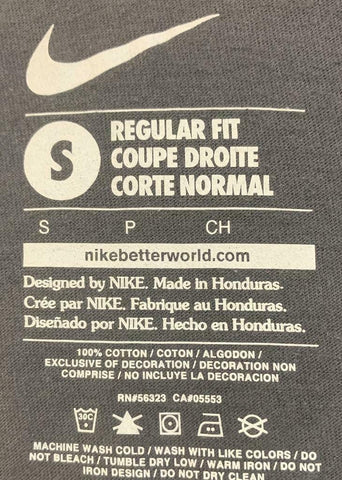 S
REGULAR FIT
COUPE DROITE
CORTE NORMAL
S P CH
nikebetterworld.com
Designed by NIKE. Made in Honduras.
Crée par NIKE. Fabrique au Honduras.
Diseñado por NIKE. Hecho en Honduras.
100% COTTON / COTON / ALGODON /
EXCLUSIVE OF DECORATION / DECORATION NON
COMPRISE / NO INCLUYE LA DECORACION
RN#56323 CA#05553
30C
MACHINE WASH COLD / WASH WITH LIKE COLORS / DO
NOT BLEACH / TUMBLE DRY LOW / WARM IRON / DO NOT
IRON DESIGN / DO NOT DRY CLEAN